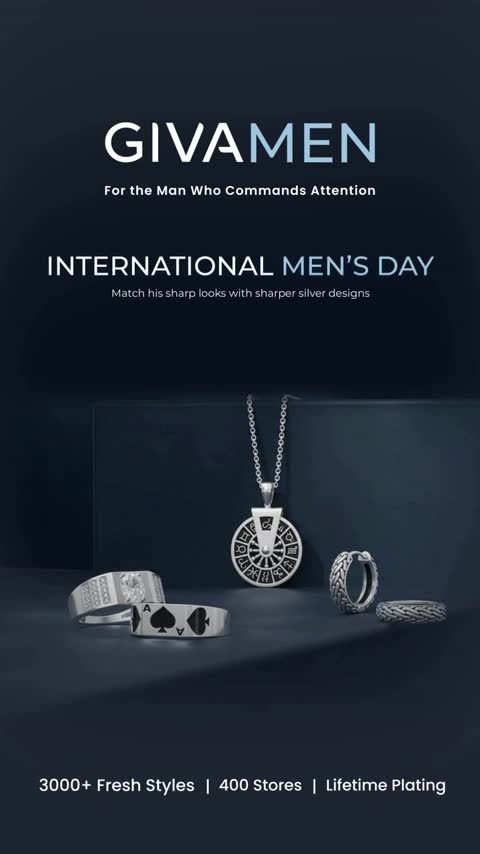 GIVAMEN
For the Man Who Commands Attention
INTERNATIONAL MEN'S DAY
Match his sharp looks with sharper silver designs
A
A
3000+ Fresh Styles | 400 Stores | Lifetime Plating